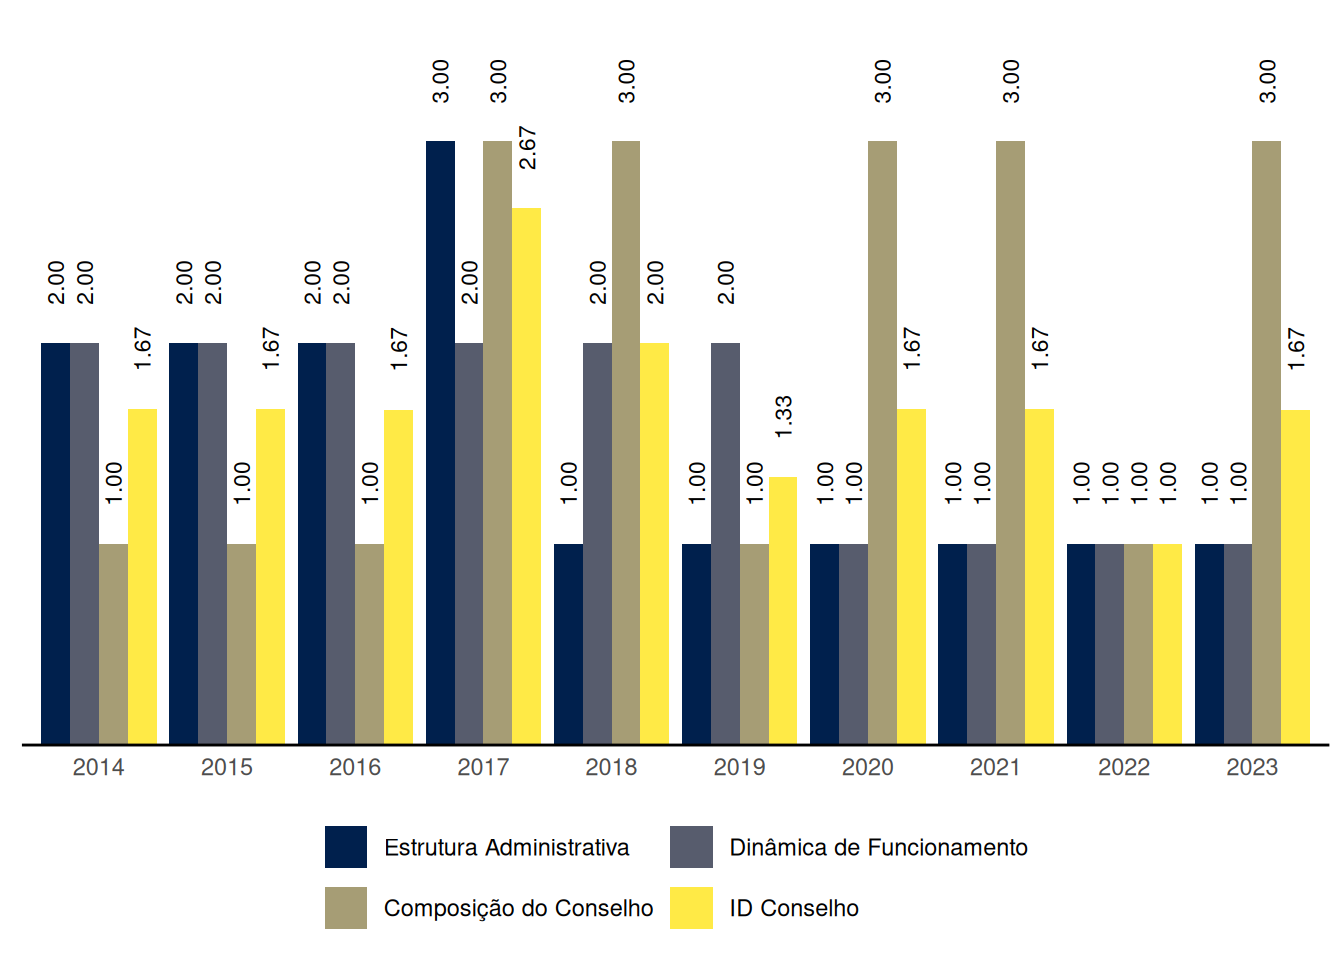 3.00 3.00 3.00 3.00 3.00 3.00
2.67
2.00 2.00 2.00 2.00 2.00 2.00 2.00 2.00 2.00 2.00
1.67 1.67 1.67 1.67 1.67 1.67
1.33
1.00 1.00 1.00 1.00 1.00 1.00 1.00 1.00 1.00 1.00 1.00 1.00 1.00 1.00 1.00 1.00
2014 2015 2016 2017 2018 2019 2020 2021 2022 2023
Estrutura Administrativa Dinâmica de Funcionamento
Composição do Conselho ID Conselho